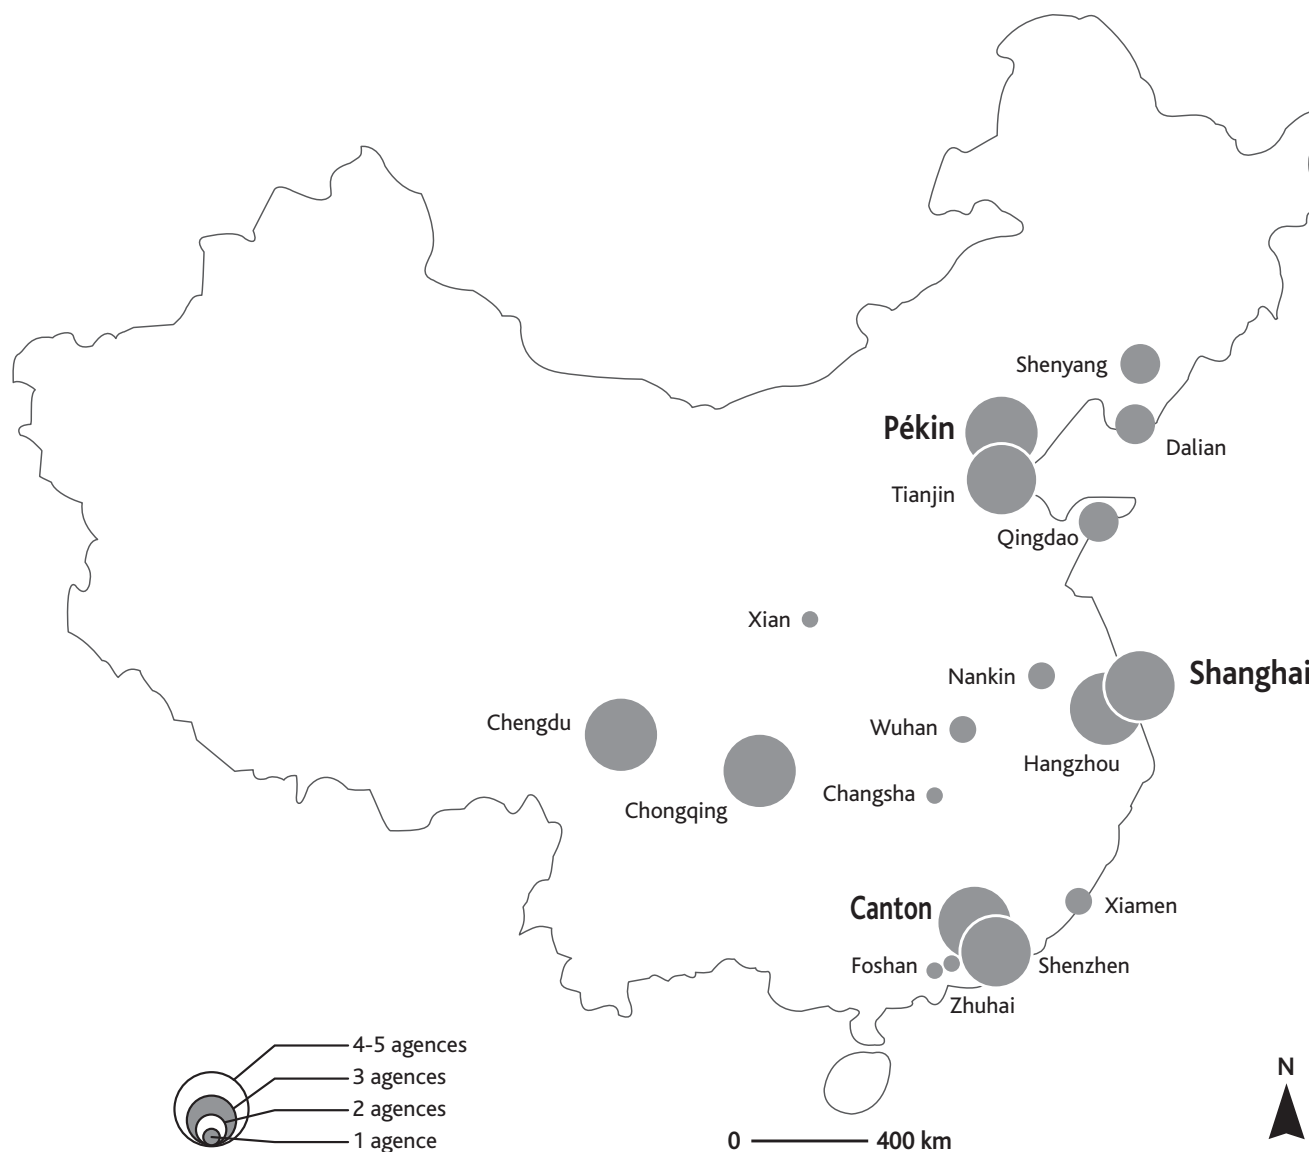 Shenyang
Pékin
Dalian
Tianjin
Qingdao
Xian
Nankin
Shanghai
Chengdu
Wuhan
Hangzhou
Changsha
Chongqing
Canton
Xiamen
Foshan
Shenzhen
Zhuhai
4-5 agences
3 agences
2 agences
1 agence
0
400 km
N